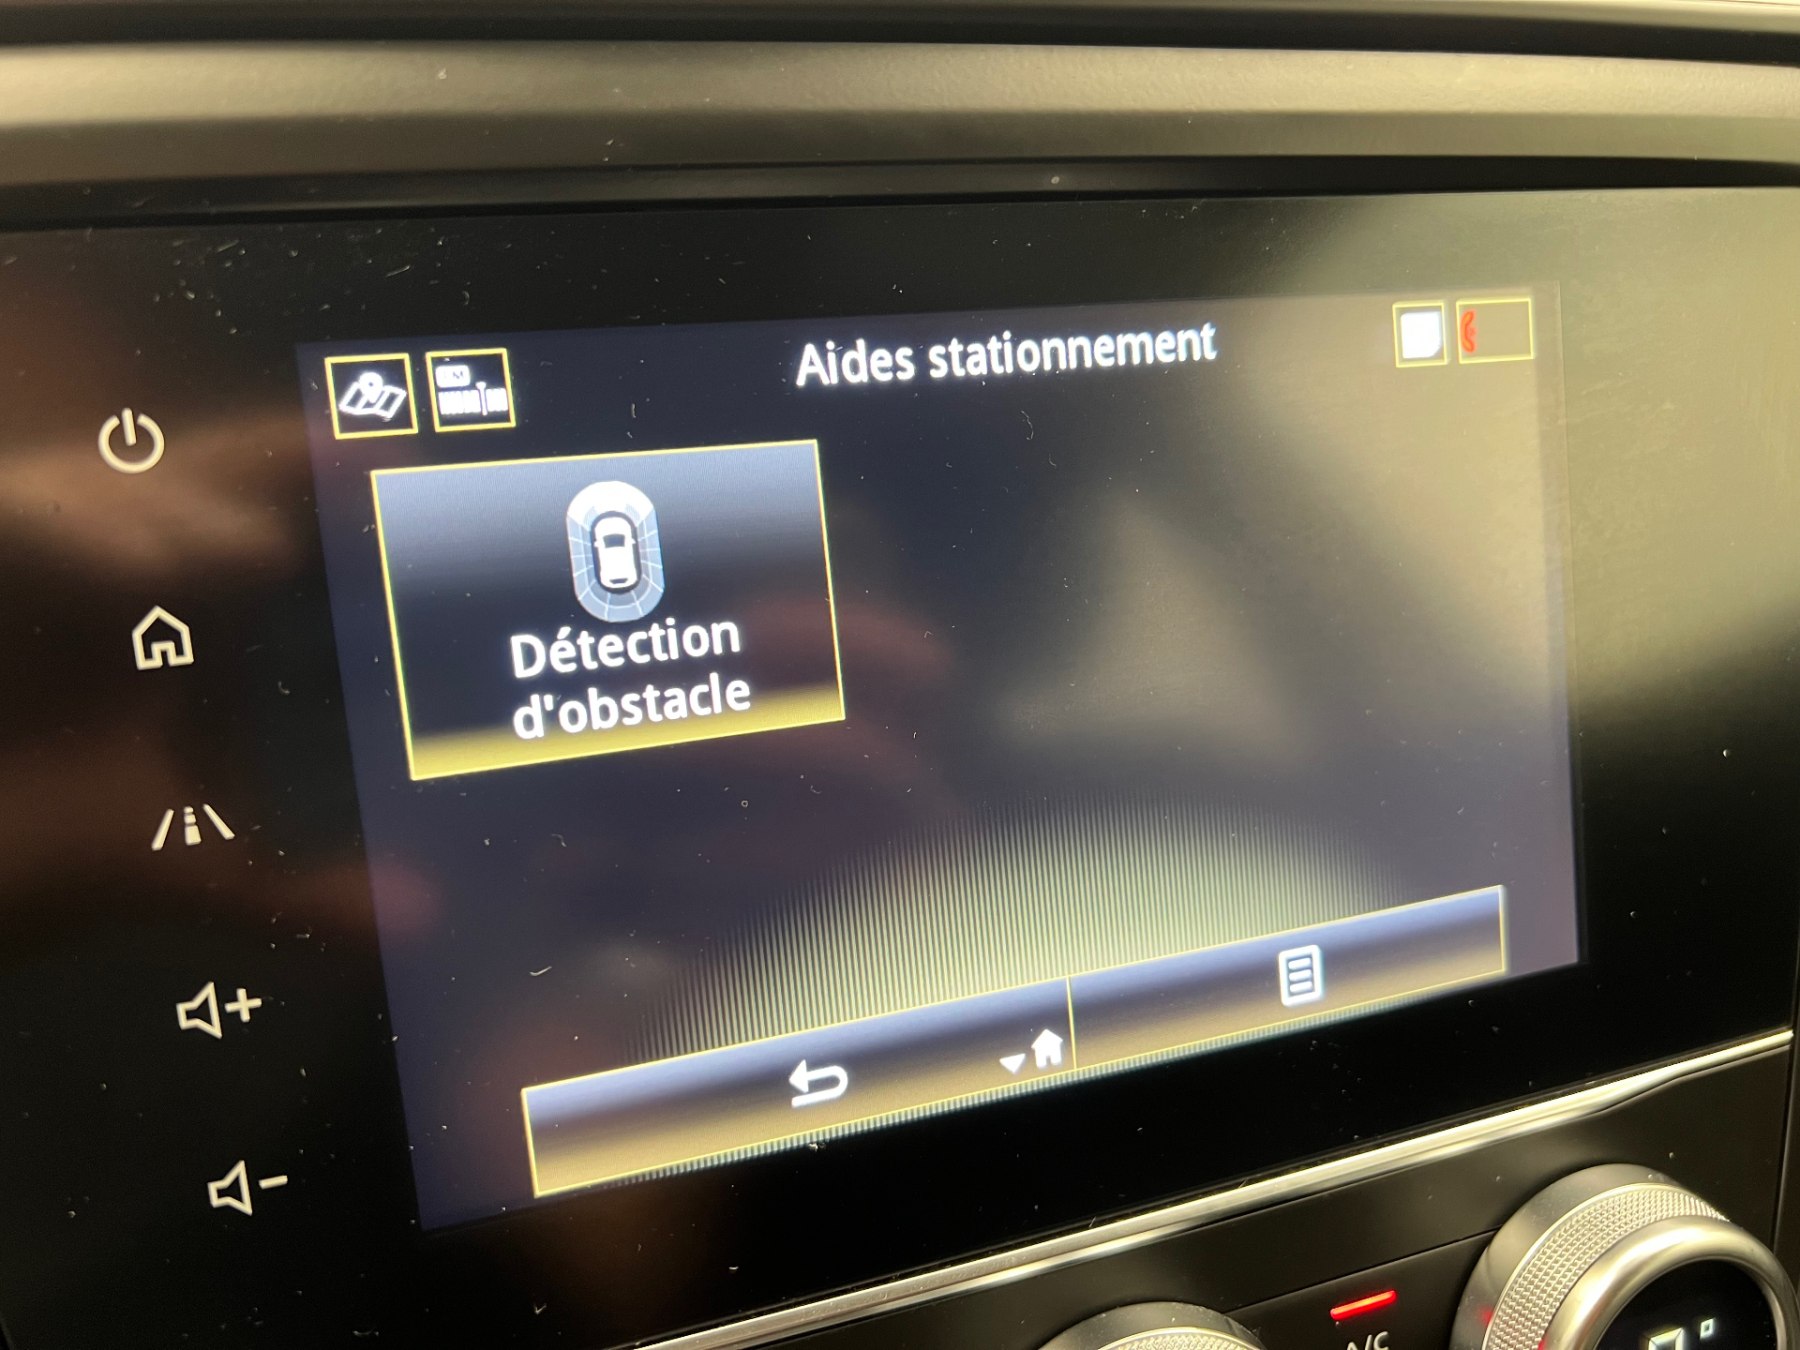 Aides stationnement
Détection
d'obstacle
A/C